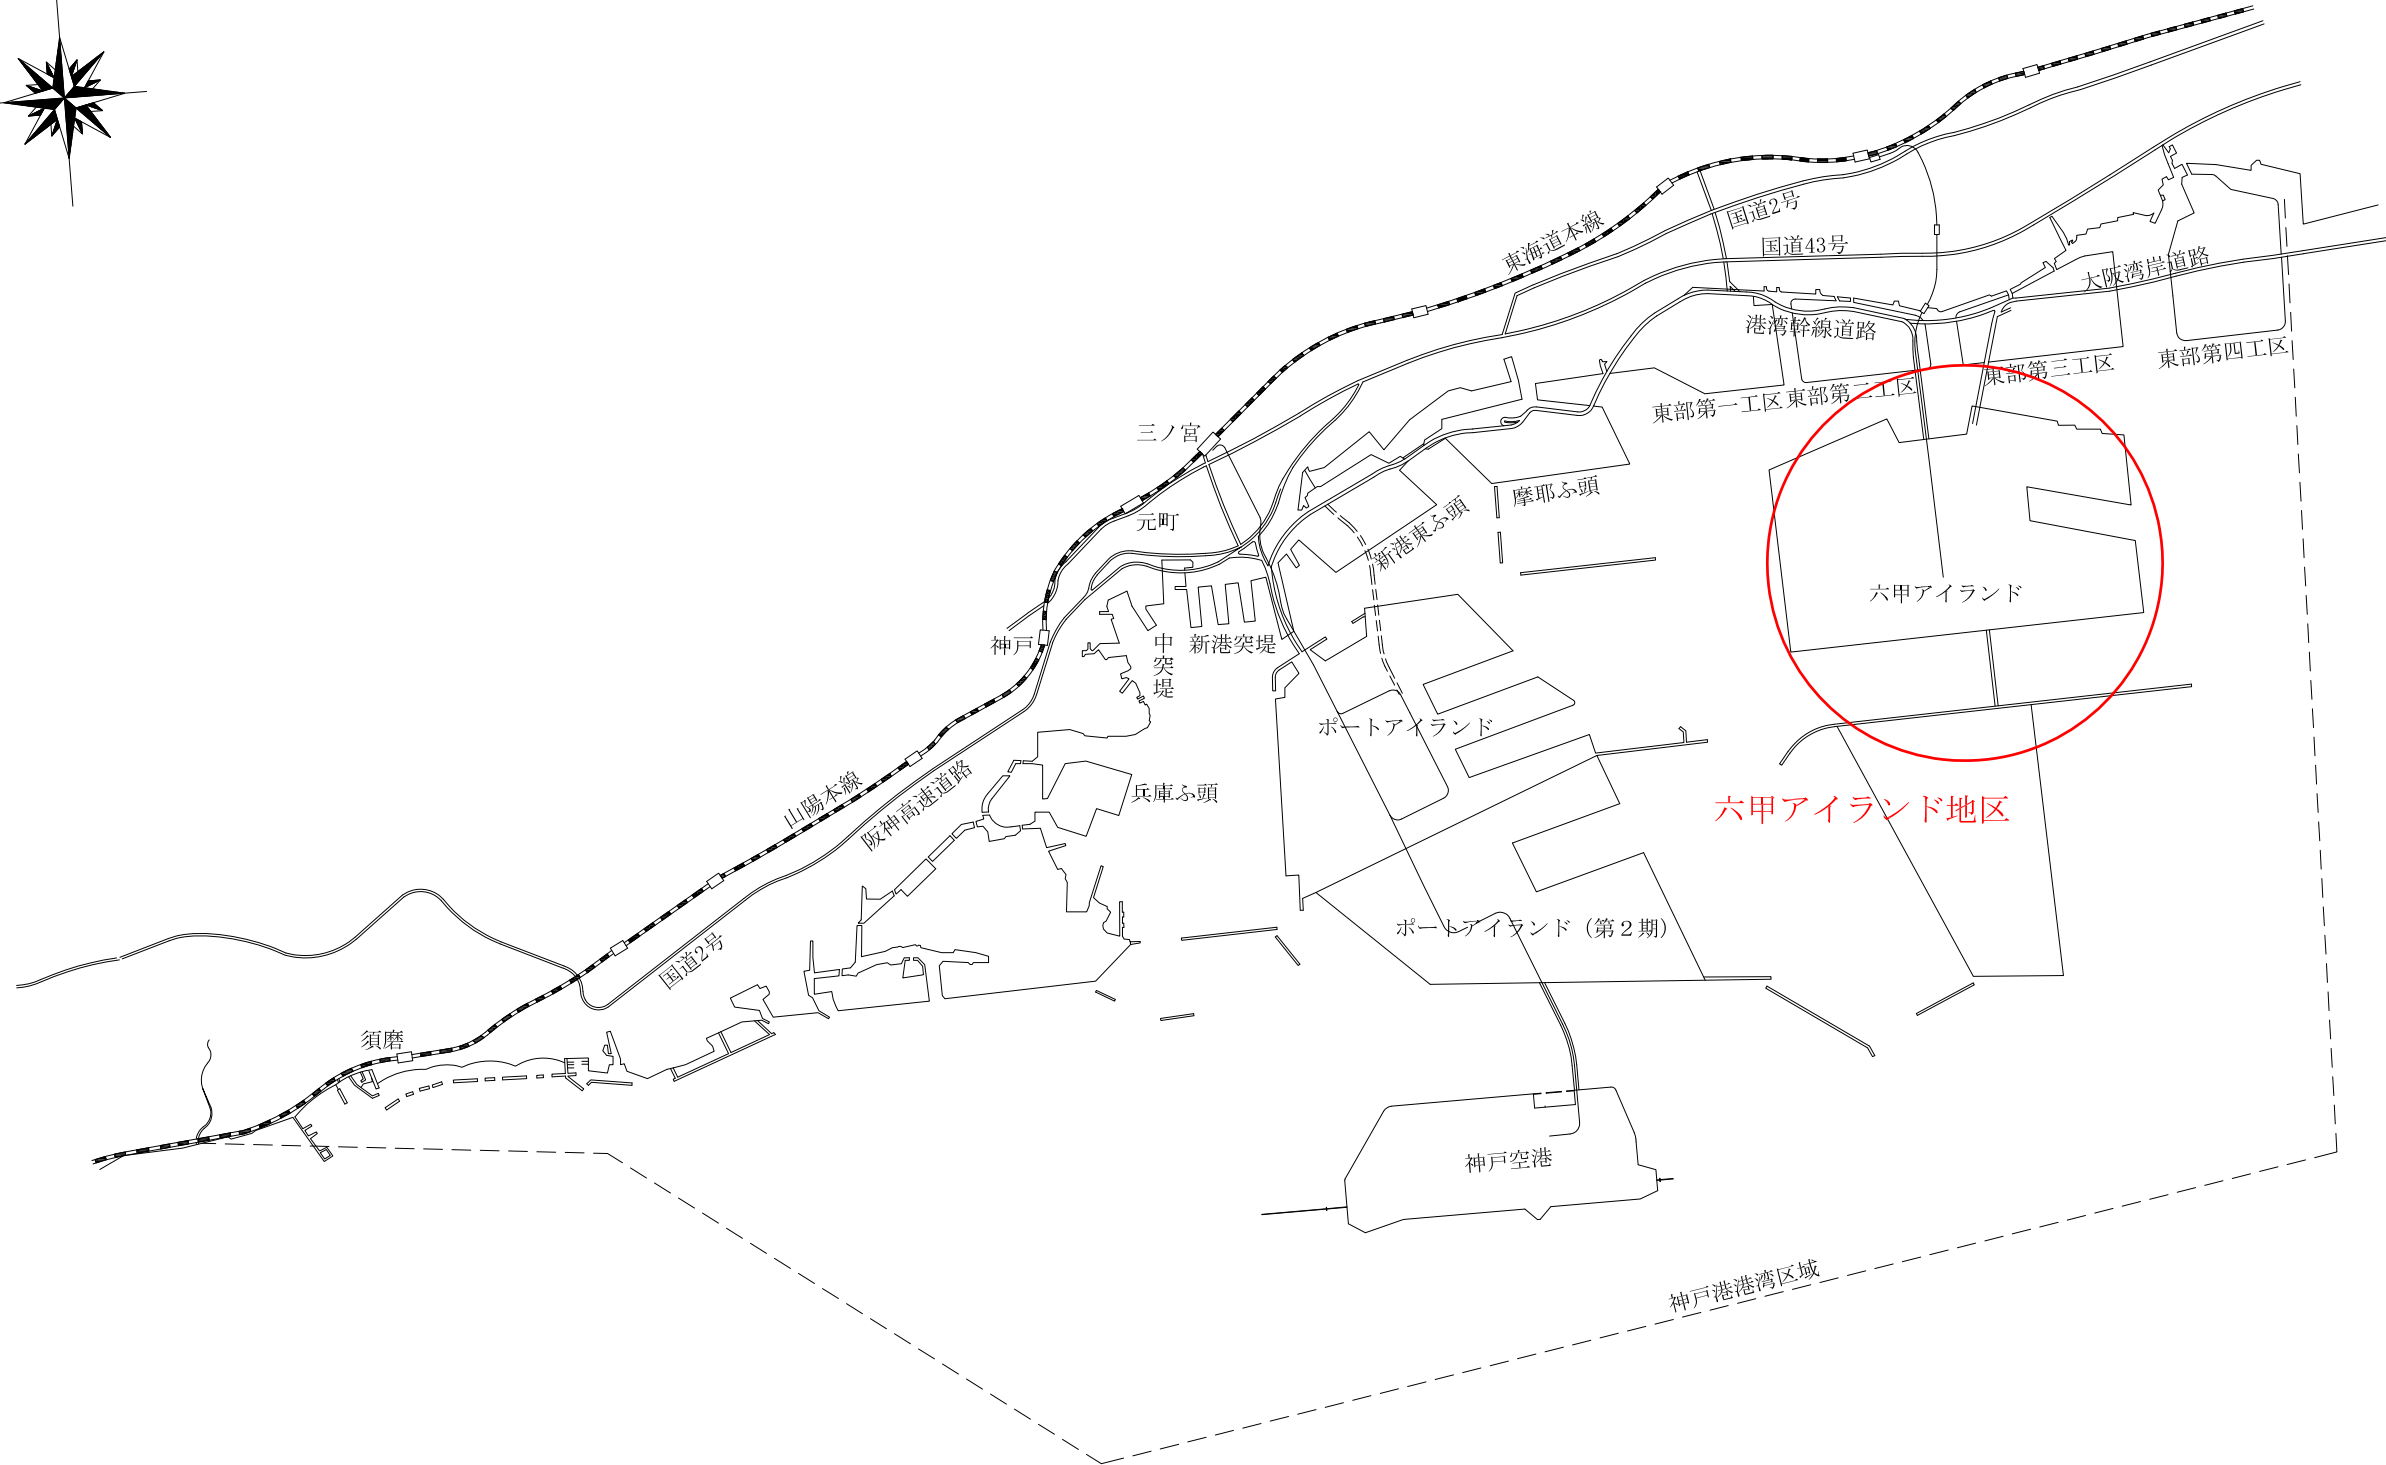 東海道本線
国道2号
国道43号
大阪湾岸道路
港湾幹線道路
東部第一工区
東部第二工区
東部第三工区
東部第四工区
三ノ宮
元町
摩耶ふ頭
新港東ふ頭
六甲アイランド
神戸
中突堤
新港突堤
ポートアイランド
山陽本線
阪神高速道路
兵庫ふ頭
六甲アイランド地区
ポートアイランド（第２期）
国道2号
須磨
神戸空港
神戸港港湾区域